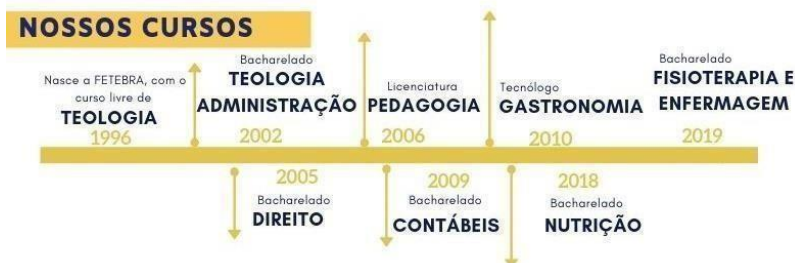 NOSSOS CURSOS
Nasce a FETEBRA, com o
curso livre de
TEOLOGIA
1996
Bacharelado
TEOLOGIA
ADMINISTRAÇÃO
2002
Licenciatura
PEDAGOGIA
2006
Tecnólogo
GASTRONOMIA
2010
Bacharelado
FISIOTERAPIA E
ENFERMAGEM
2019
2005
Bacharelado
DIREITO
2009
Bacharelado
CONTÁBEIS
2018
Bacharelado
NUTRIÇÃO